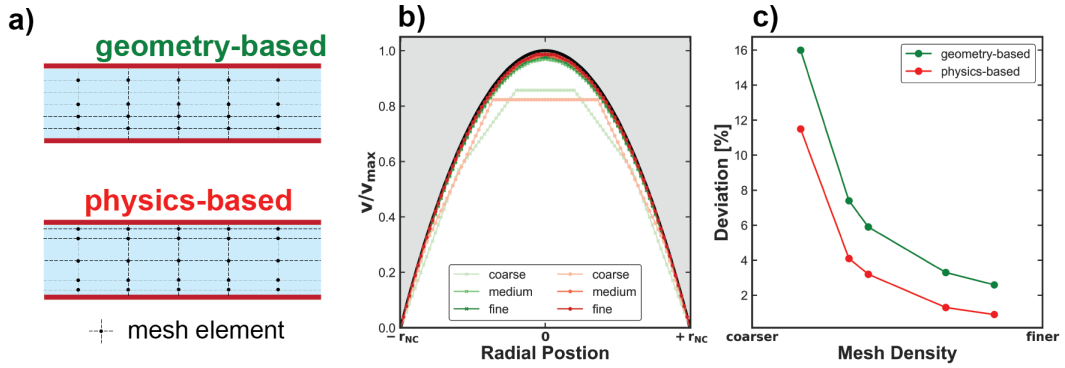 a)
geometry-based
physics-based
mesh element
b)
v/vmax
1.0
0.8
0.6
0.4
0.2
0.0
coarse
medium
fine
coarse
medium
fine
−rNC
0
+rNC
Radial Postion
c)
Deviation [%]
16
14
12
10
8
6
4
2
geometry-based
physics-based
coarser
finer
Mesh Density